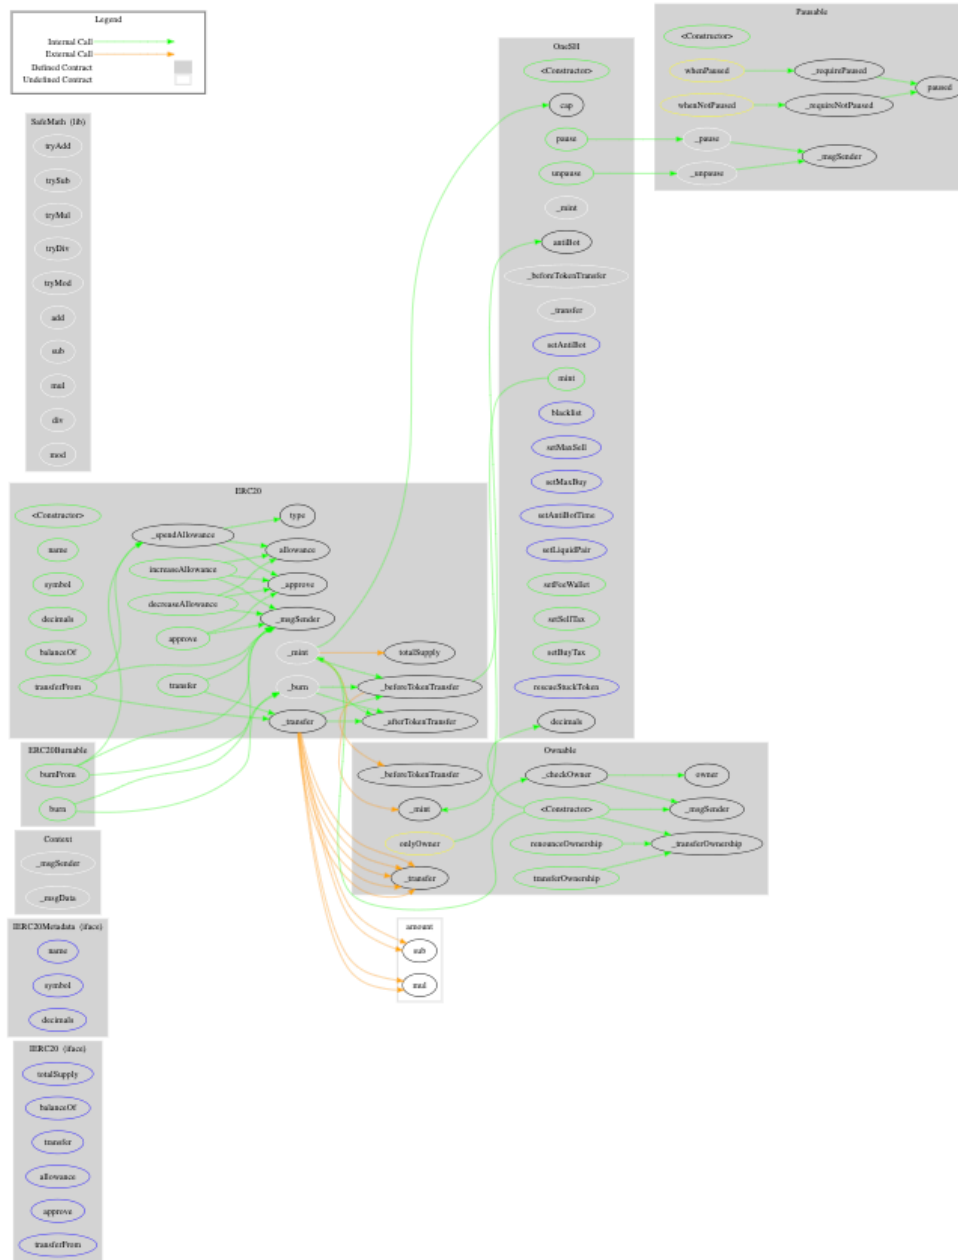 Legend
Internal Call
External Call
Defined Contract
Undefined Contract
SafeMath (lib)
tryAdd
trySub
tryMul
tryDiv
tryMod
add
sub
mul
div
mod
OneSH
<Constructor>
cap
pause
unpause
_mint
antiBot
_beforeTokenTransfer
_transfer
setAntiBot
mint
blacklist
setMaxSell
setMaxBuy
setAntiBotTime
setLiquidPair
setFeeWallet
setSellTax
setBuyTax
rescueStuckToken
decimals
Pausable
<Constructor>
whenPaused
_requirePaused
paused
whenNotPaused
_requireNotPaused
_pause
_msgSender
_unpause
ERC20
<Constructor>
name
symbol
decimals
balanceOf
transferFrom
_spendAllowance
increaseAllowance
decreaseAllowance
approve
transfer
type
allowance
_approve
_msgSender
_mint
_burn
_transfer
totalSupply
_beforeTokenTransfer
_afterTokenTransfer
ERC20Burnable
burnFrom
burn
Ownable
_beforeTokenTransfer
_mint
onlyOwner
_transfer
_checkOwner
<Constructor>
renounceOwnership
transferOwnership
owner
_msgSender
_transferOwnership
Context
_msgSender
_msgData
amount
sub
mul
IERC20Metadata (iface)
name
symbol
decimals
IERC20 (iface)
totalSupply
balanceOf
transfer
allowance
approve
transferFrom